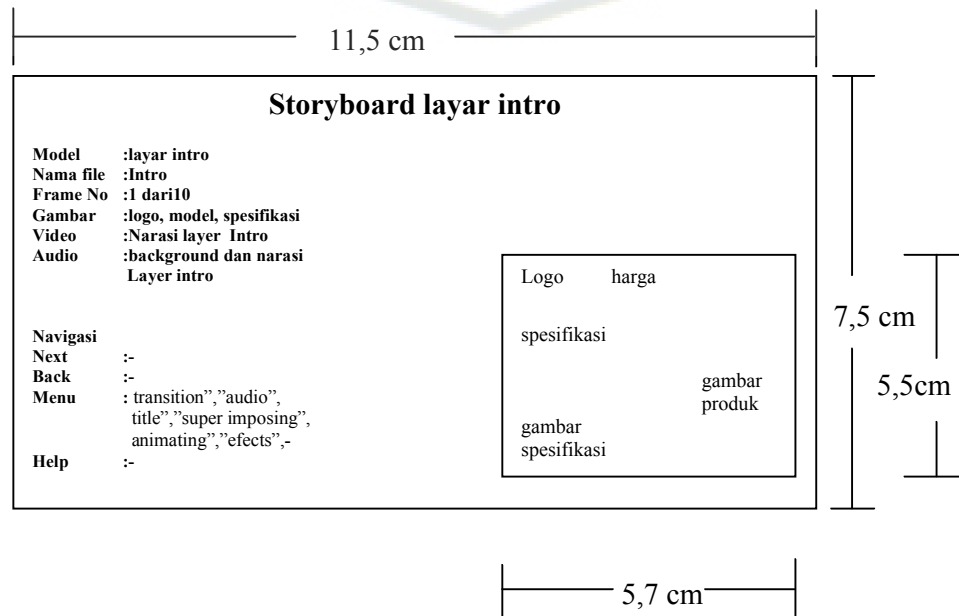 11,5 cm
Storyboard layar intro
Model :layar intro
Nama file :Intro
Frame No :1 dari10
Gambar :logo, model, spesifikasi
Video :Narasi layer Intro
Audio :background dan narasi
Layer intro
Logo harga
7,5 cm
Navigasi
spesifikasi
Next :-
Back :-
Menu : transition”,”audio”,
title”,”super imposing”,
animating”,”efects”,-
Help :-
gambar
produk
5,5cm
gambar
spesifikasi
5,7 cm